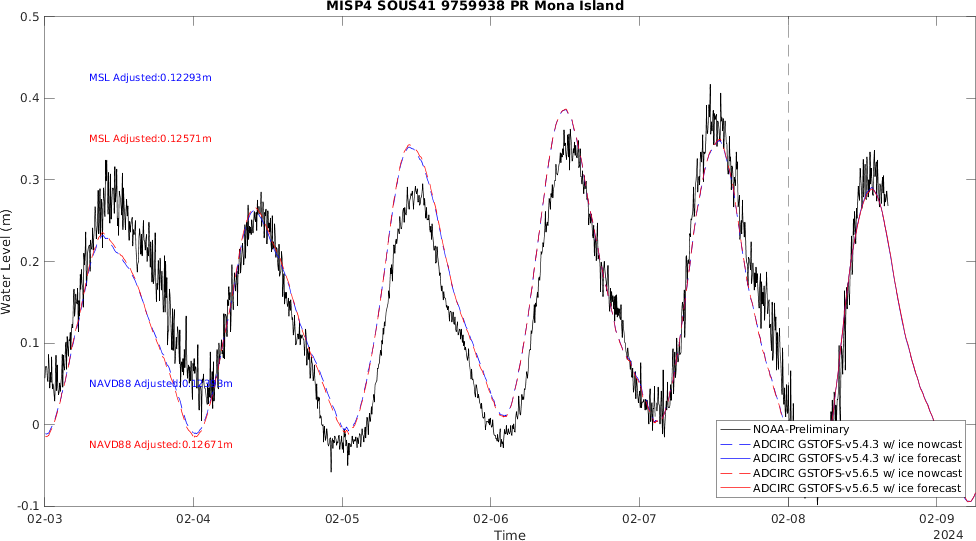 MISP4 SOUS41 9759938 PR Mona Island
0.5
0.4
0.3
0.2
0.1
0
-0.1
Water Level (m)
MSL Adjusted:0.12293m
MSL Adjusted:0.12571m
NAVD88 Adjusted:
NAVD88 Adjusted:0.12671m
NOAA-Preliminary
ADCIRC GSTOFS-v5.4.3 w/ ice nowcast
ADCIRC GSTOFS-v5.4.3 w/ ice forecast
ADCIRC GSTOFS-v5.6.5 w/ ice nowcast
ADCIRC GSTOFS-v5.6.5 w/ ice forecast
02-03 02-04 02-05 02-06 02-07 02-08 02-09
2024
Time